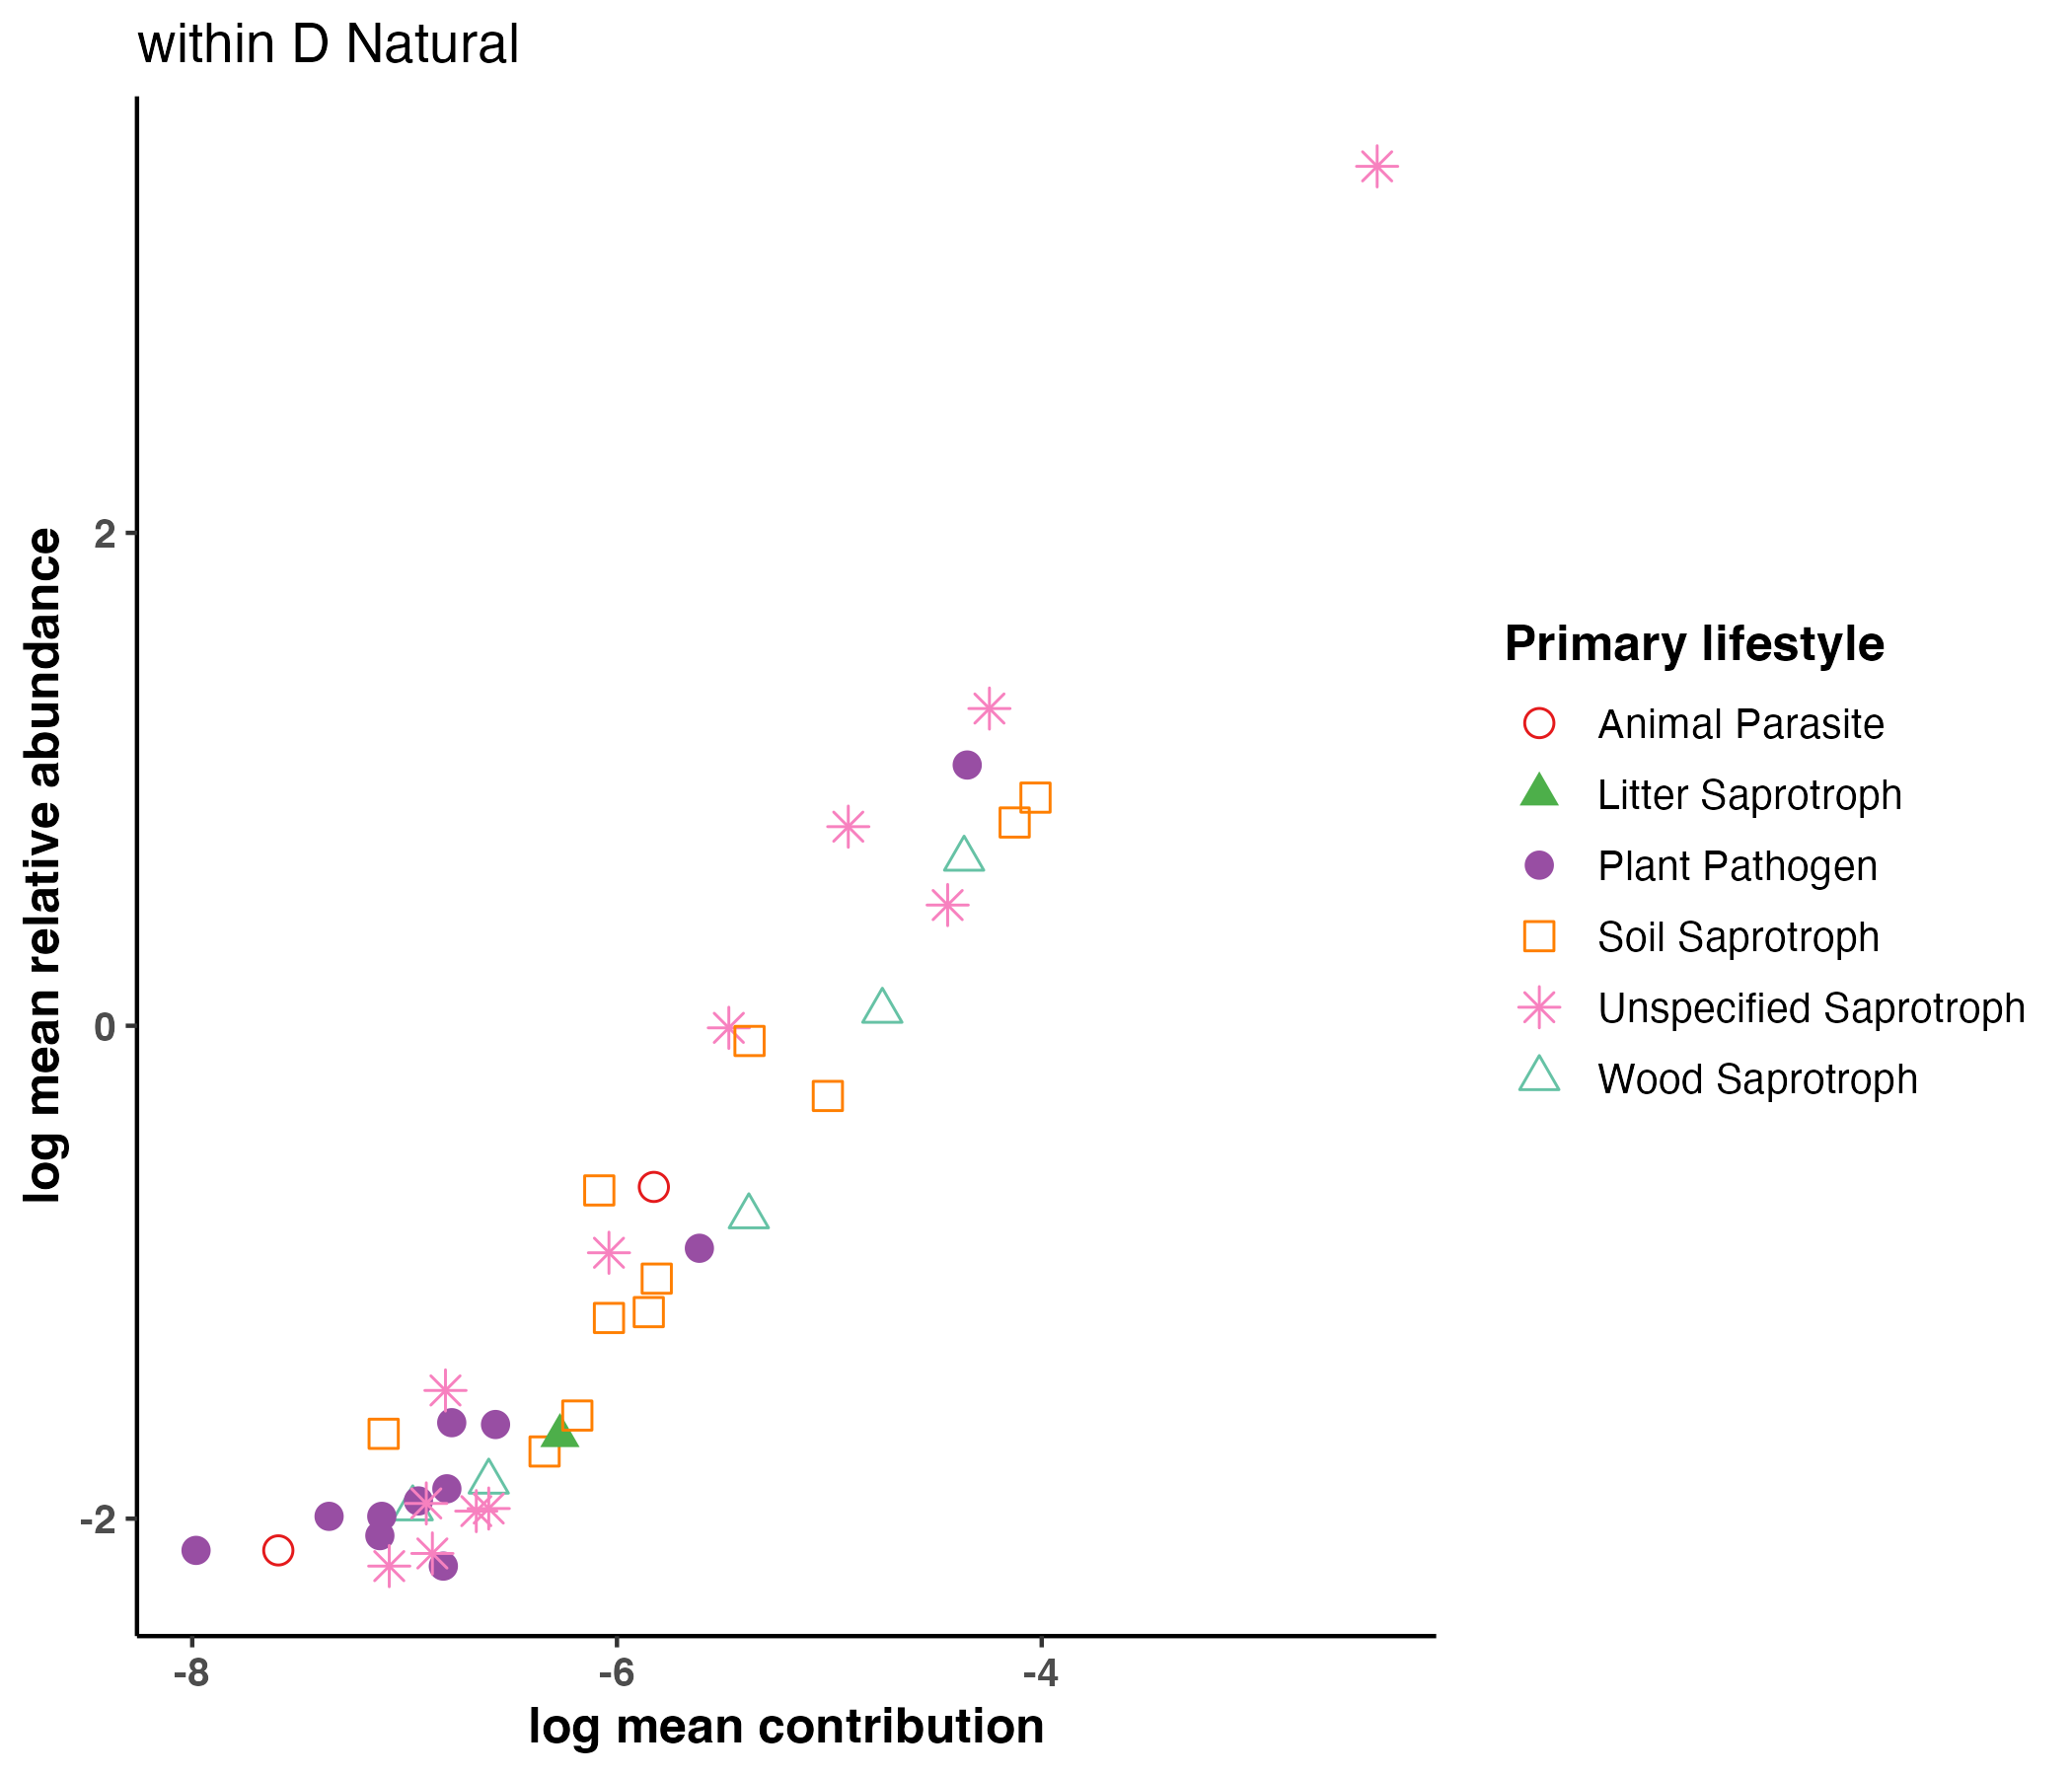 within D Natural
log mean relative abundance
2
0
-2
-8
-6
-4
log mean contribution
Primary lifestyle
Animal Parasite
Litter Saprotroph
Plant Pathogen
Soil Saprotroph
Unspecified Saprotroph
Wood Saprotroph